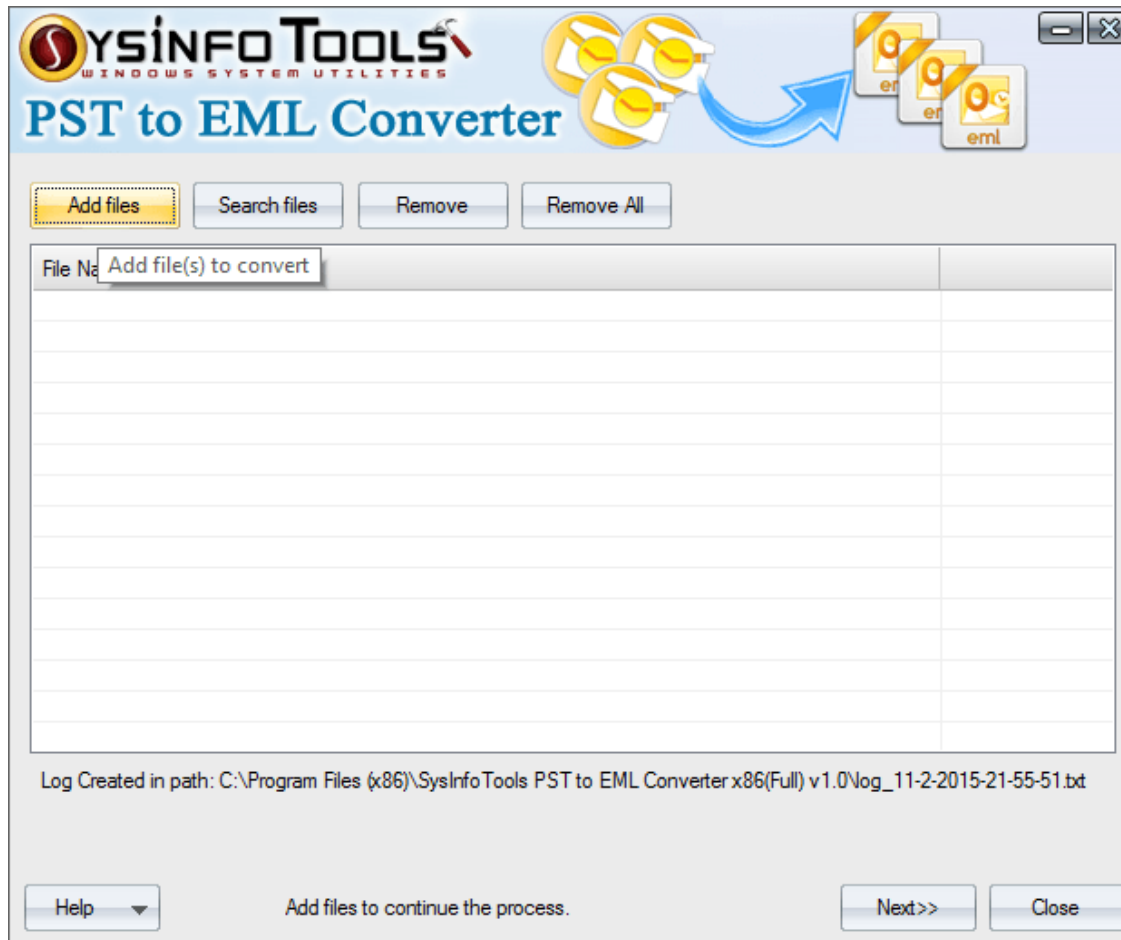 SYSINFO TOOLS
WINDOWS SYSTEM UTILITIES
PST to EML Converter
eml
Add files
Search files
Remove
Remove All
File Na
Add file(s) to convert
Log Created in path: C:\Program Files (x86)\SysInfoTools PST to EML Converter x86(Full) v1.0\log_11-2-2015-21-55-51.txt
Help
Add files to continue the process.
Next>>
Close